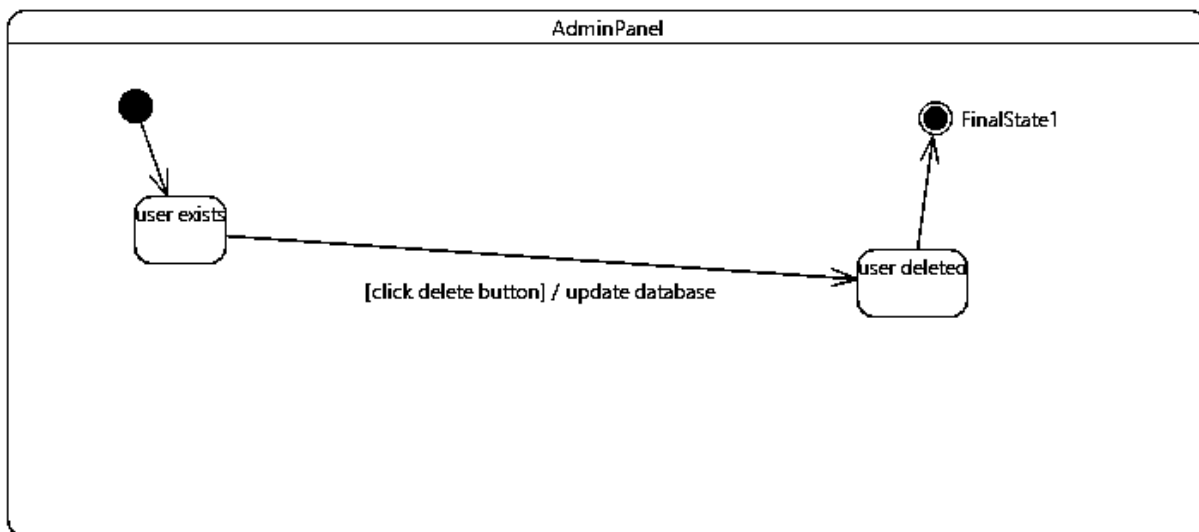 AdminPanel
FinalState1
user exists
user deleted
[click delete button] / update database